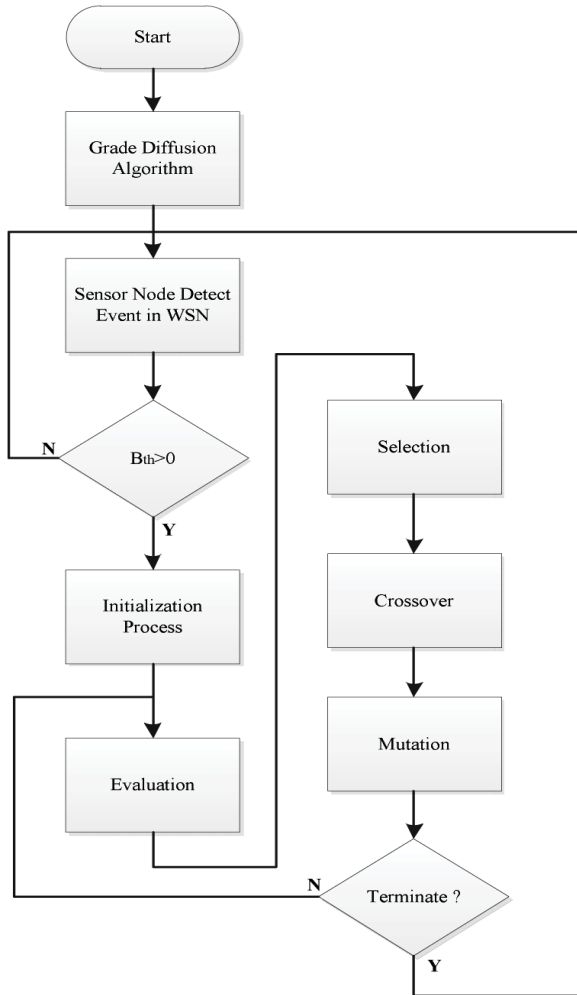 Start
Grade Diffusion
Algorithm
Sensor Node Detect
Event in WSN
N
Bth>0
Y
Initialization
Process
Evaluation
Selection
Crossover
Mutation
N
Terminate ?
Y